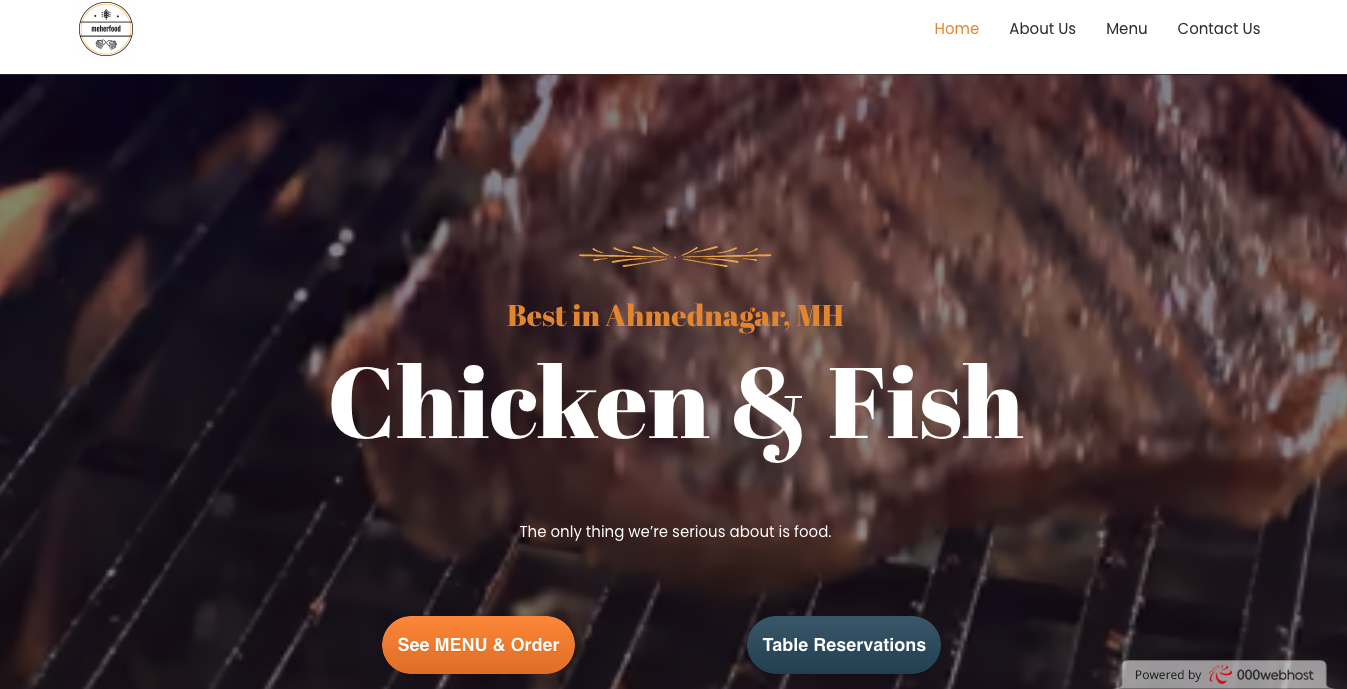 meherfood
Home About Us Menu Contact Us
Best in Ahmednagar, MH
Chicken & Fish
The only thing we’re serious about is food.
See MENU & Order Table Reservations
Powered by 000webhost